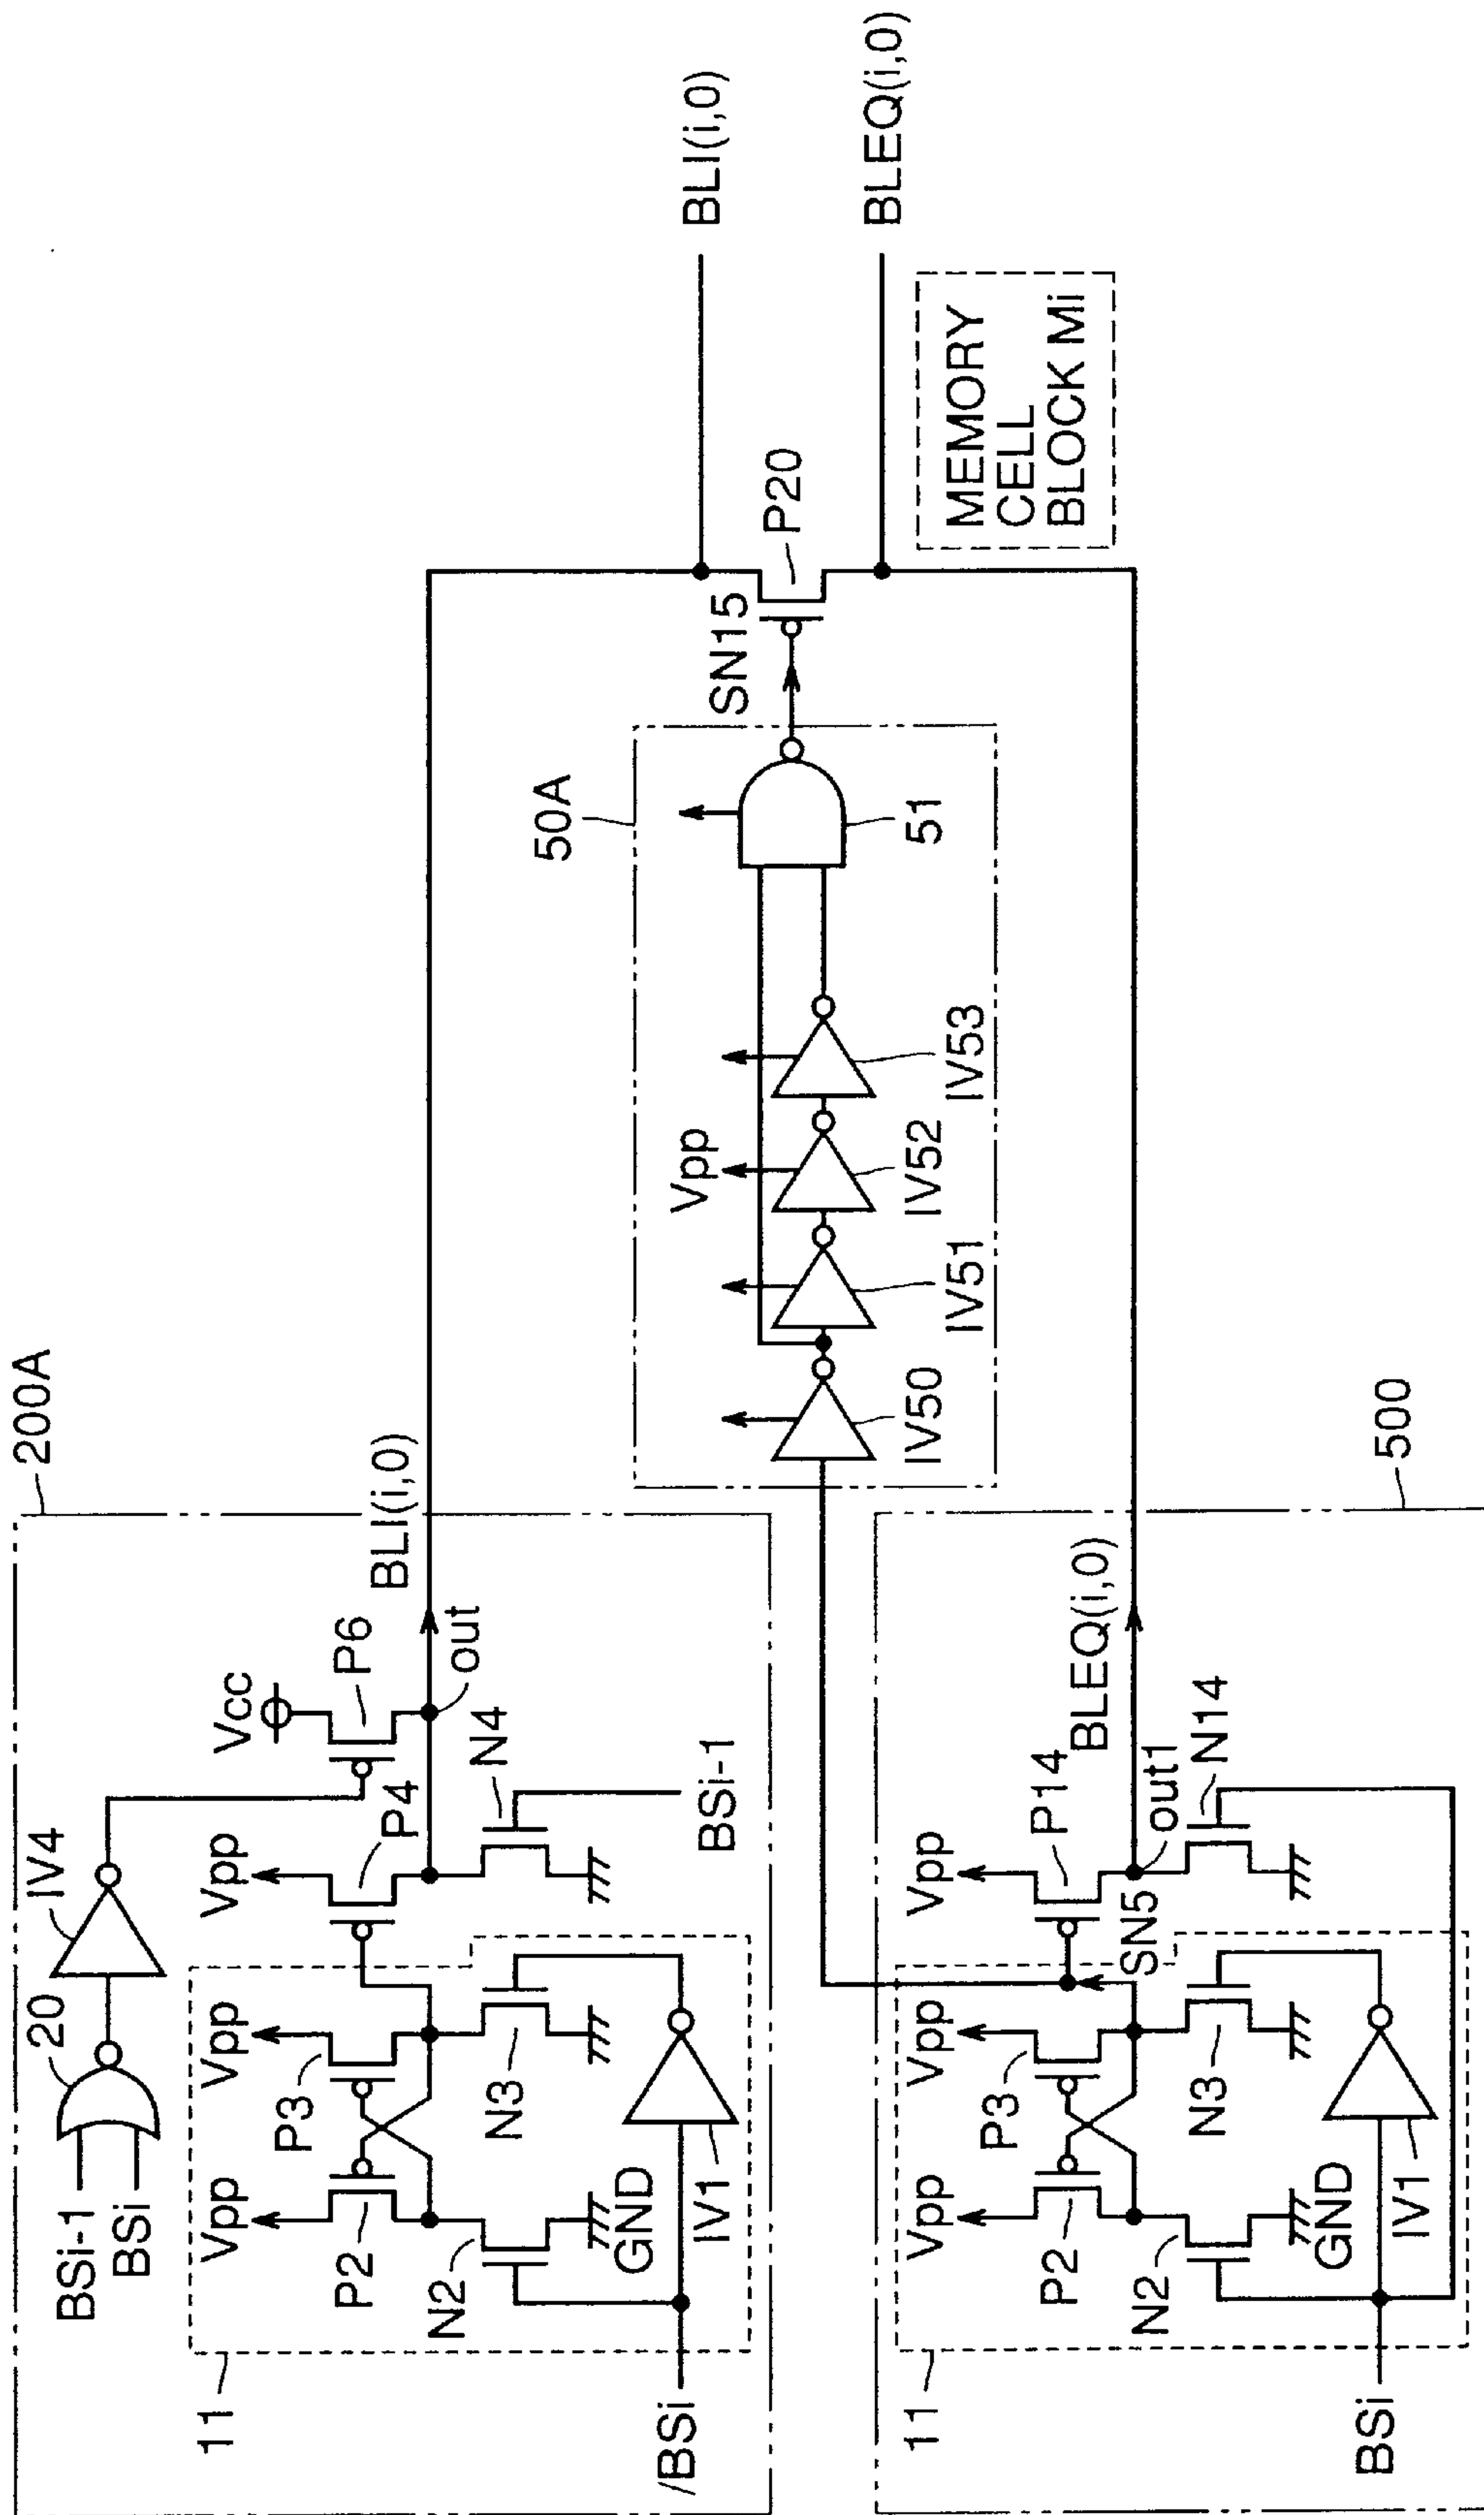 200A
BSi-1
BSi
20
IV4
Vcc
P6
BLI(i,0)
out
Vpp
Vpp
Vpp
P2
P3
P4
N2
N3
N4
GND
BSi-1
IV1
11
/BSi
50A
Vpp
IV50
IV51
IV52
IV53
51
SN15
P20
BLI(i,0)
BLEQ(i,0)
MEMORY
CELL
BLOCK Mi
500
BLEQ(i,0)
out1
Vpp
Vpp
Vpp
P2
P3
P14
SN5
N2
N3
N14
GND
IV1
11
BSi